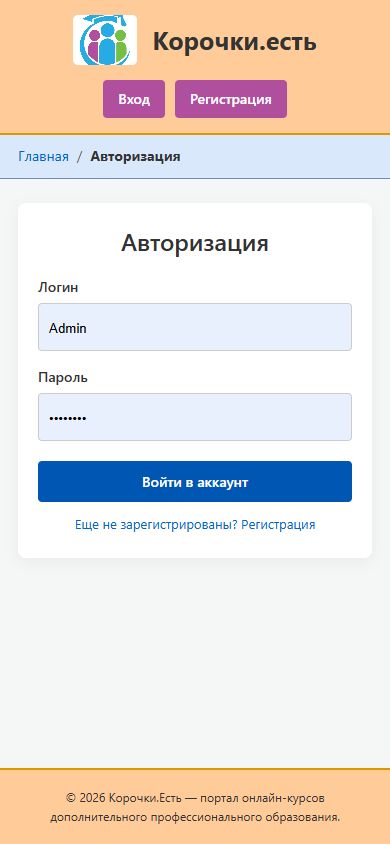 Корочки.есть
Вход Регистрация
Главная / Авторизация
Авторизация
Логин
Admin
Пароль
••••••••
Войти в аккаунт
Еще не зарегистрированы? Регистрация
© 2026 Корочки.Есть — портал онлайн-курсов
дополнительного профессионального образования.